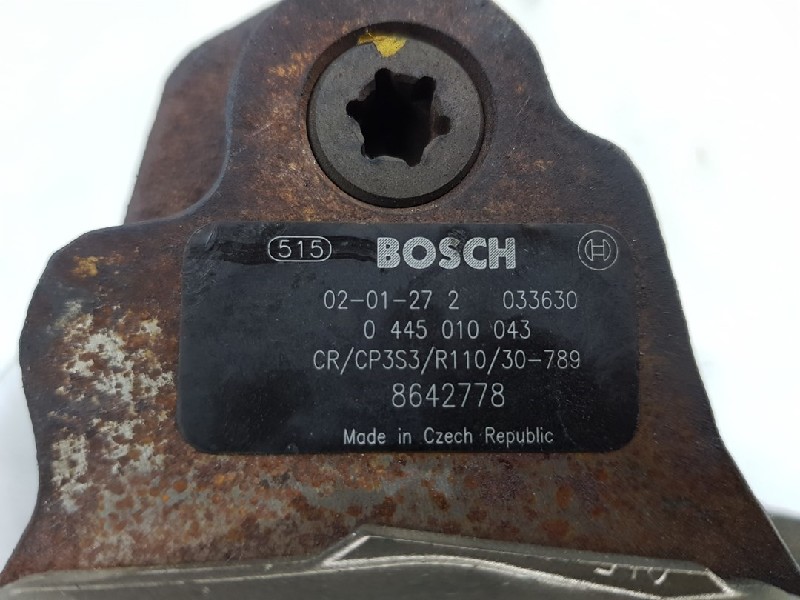 515 BOSCH
02-01-27 2 033630
0 445 010 043
CR/CP3S3/R110/30-789
8642778
Made in Czech Republic